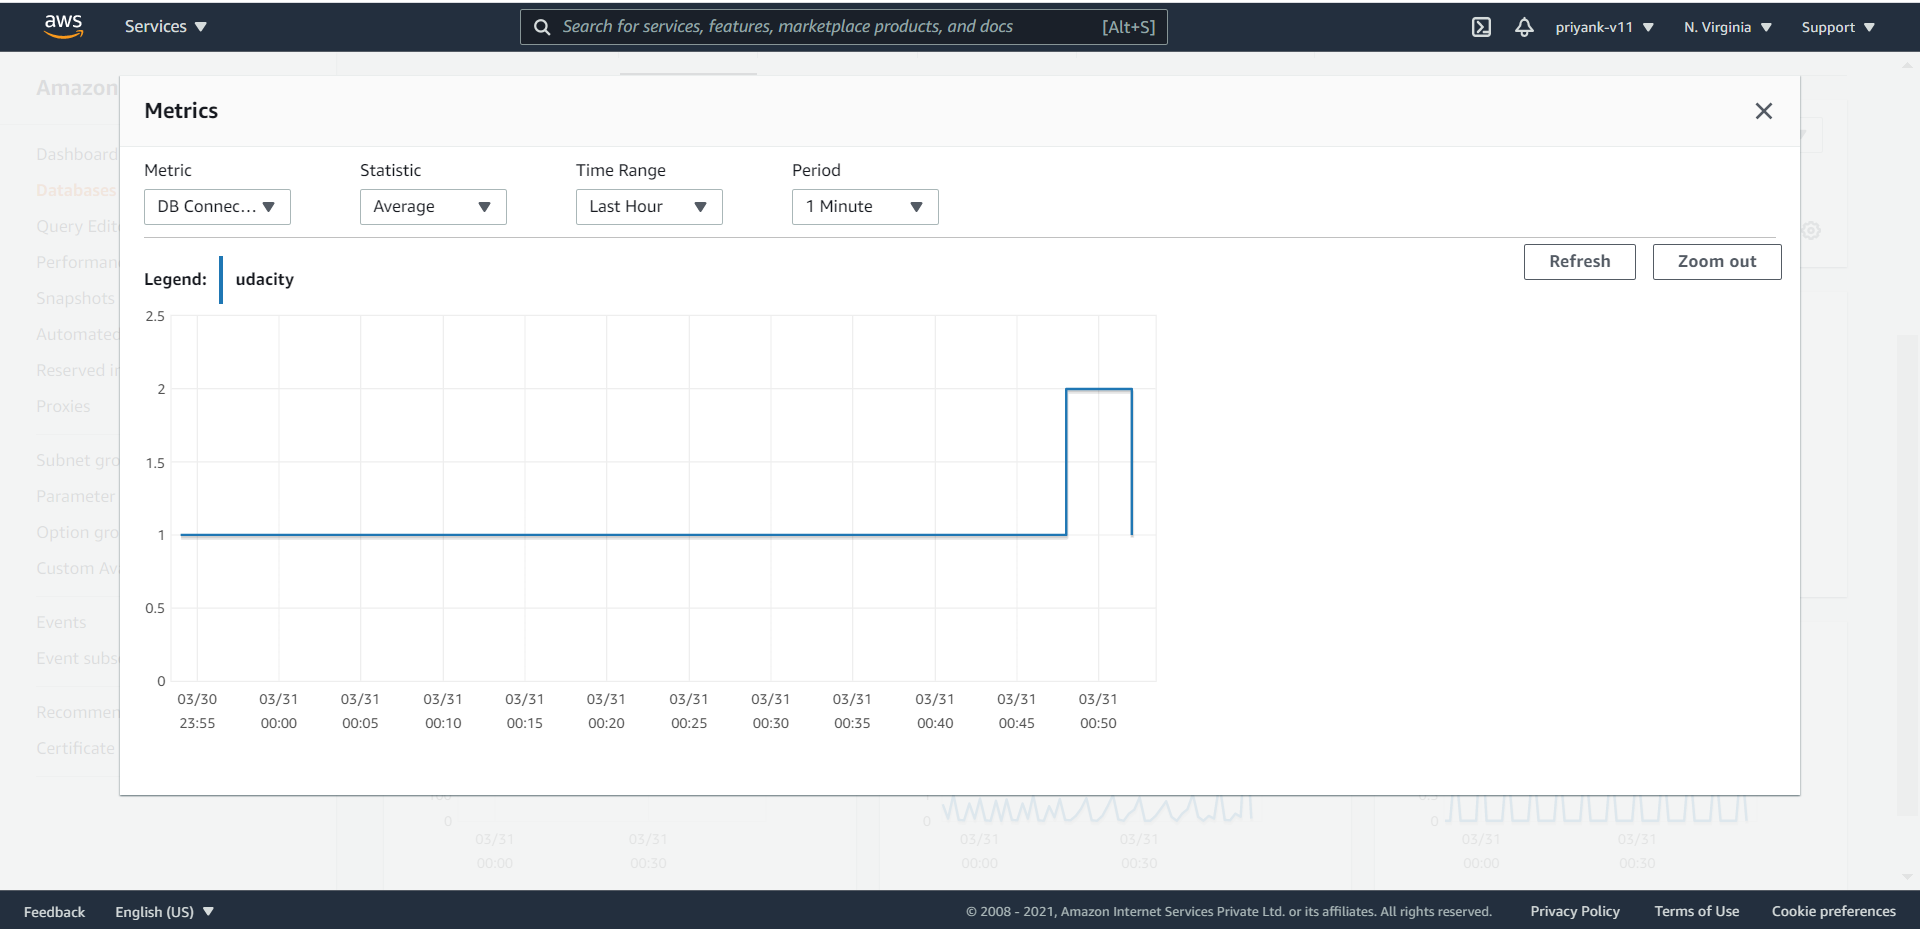 aws
Services
Search for services, features, marketplace products, and docs [Alt+S]
priyank-v11
N. Virginia
Support
Amazon
Metrics
Dashboard
Databases
Query Edit
Performan
Snapshots
Automated
Reserved in
Proxies
Subnet gro
Parameter
Option gro
Custom Av
Events
Event subs
Recommen
Certificate
Metric
DB Connec...
Statistic
Average
Time Range
Last Hour
Period
1 Minute
Refresh
Zoom out
Legend:
udacity
2.5
2
1.5
1
0.5
0
03/30 03/31 03/31 03/31 03/31 03/31 03/31 03/31 03/31 03/31 03/31 03/31
23:55 00:00 00:05 00:10 00:15 00:20 00:25 00:30 00:35 00:40 00:45 00:50
100
0
03/31 03/31
00:00 00:30
1
0
03/31 03/31
00:00 00:30
0.5
0
03/31 03/31
00:00 00:30
Feedback
English (US)
© 2008 - 2021, Amazon Internet Services Private Ltd. or its affiliates. All rights reserved.
Privacy Policy
Terms of Use
Cookie preferences